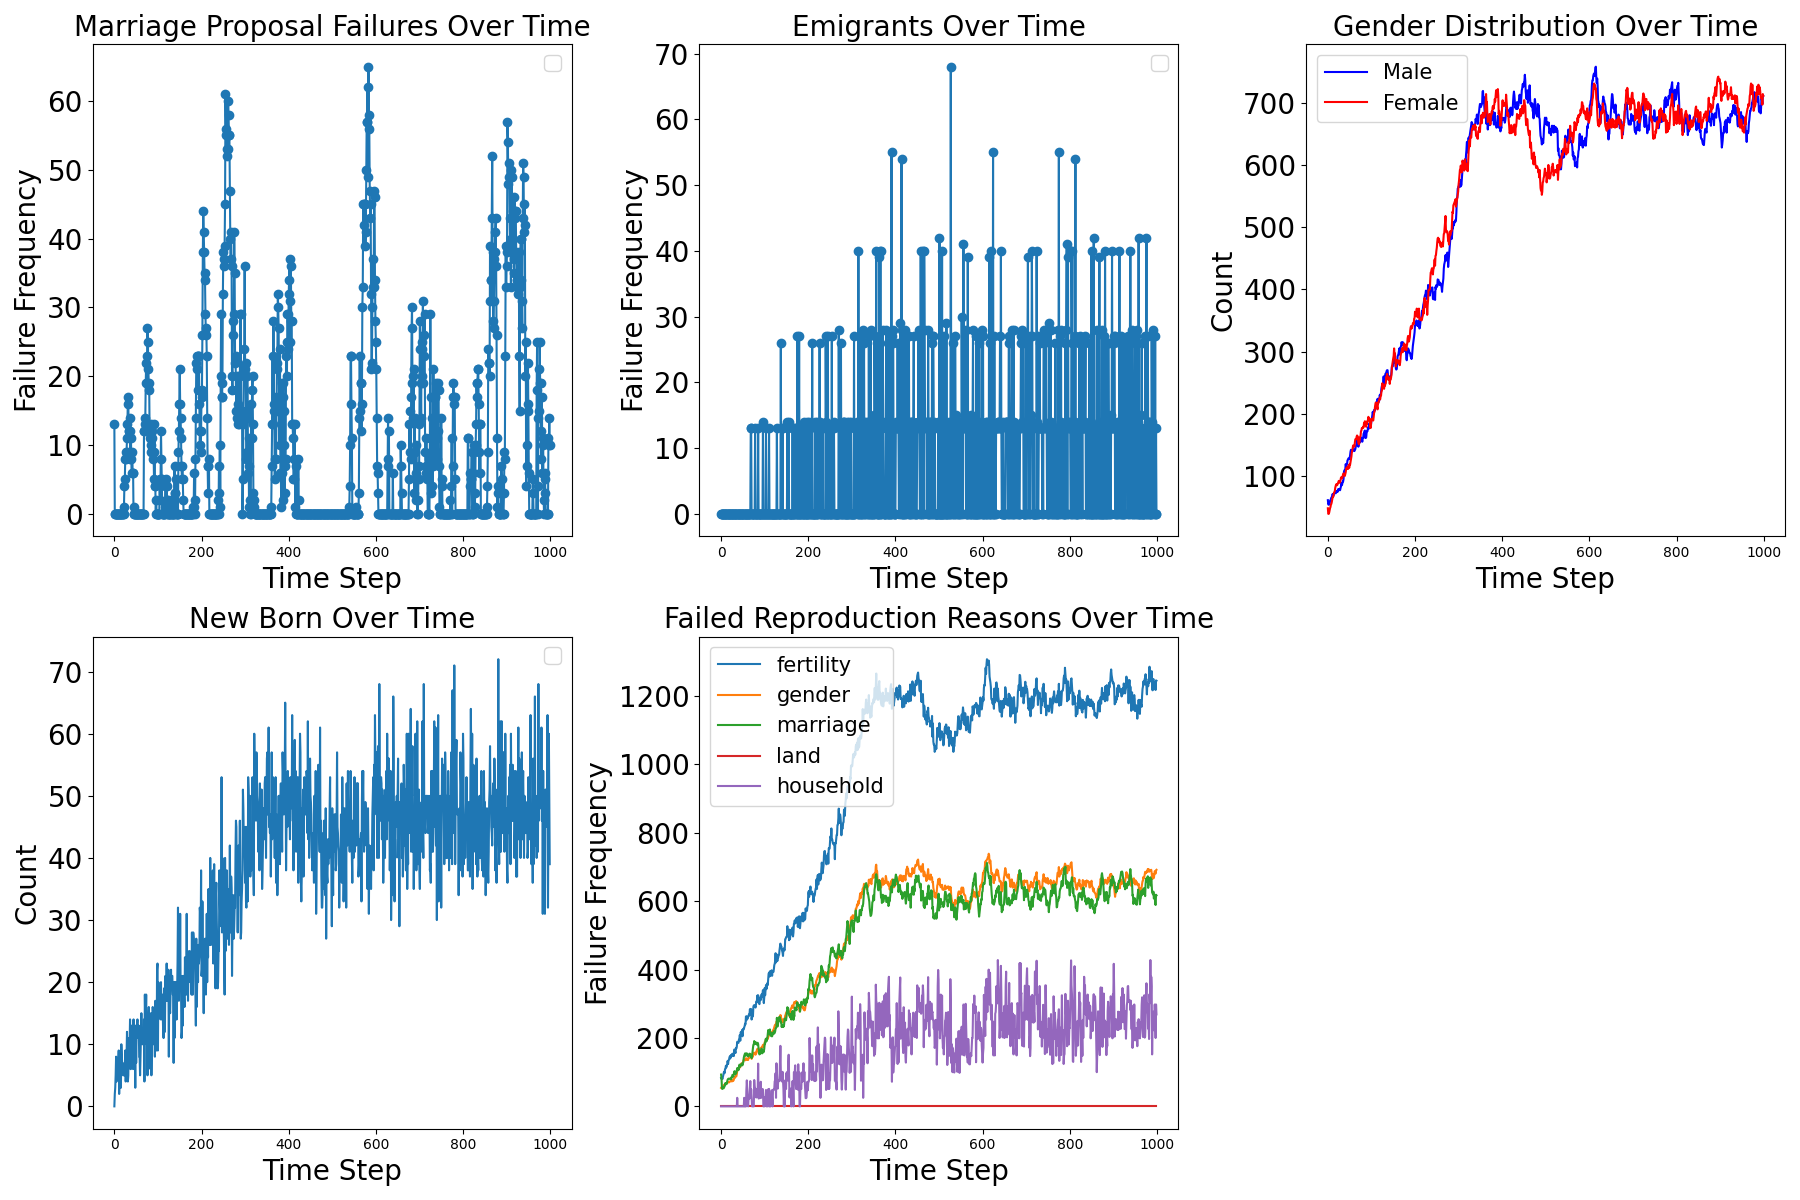 Marriage Proposal Failures Over Time
Failure Frequency
60
50
40
30
20
10
0
0 200 400 600 800 1000
Time Step
Emigrants Over Time
Failure Frequency
70
60
50
40
30
20
10
0
0 200 400 600 800 1000
Time Step
Gender Distribution Over Time
Male
Female
Count
700
600
500
400
300
200
100
0 200 400 600 800 1000
Time Step
New Born Over Time
Count
70
60
50
40
30
20
10
0
0 200 400 600 800 1000
Time Step
Failed Reproduction Reasons Over Time
fertility
gender
marriage
land
household
Failure Frequency
1200
1000
800
600
400
200
0
0 200 400 600 800 1000
Time Step